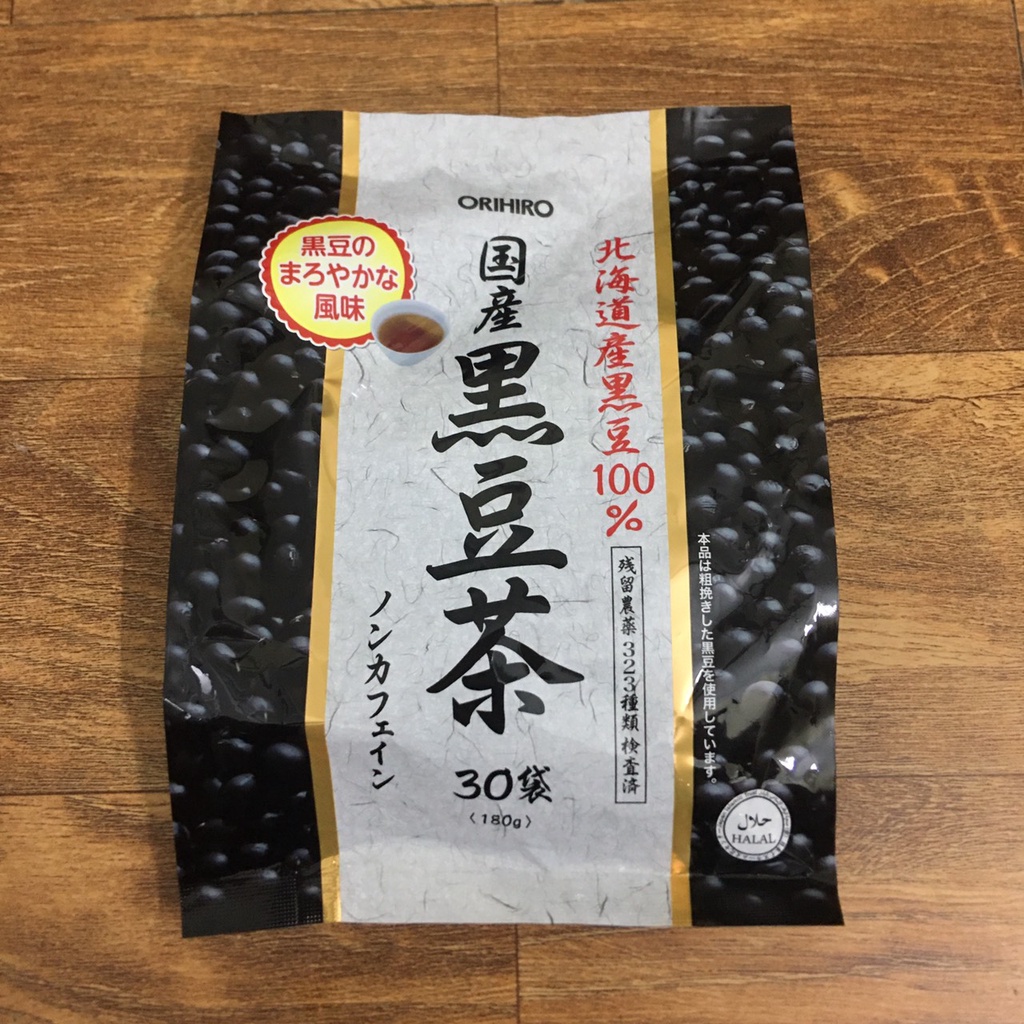 ORIHIRO
北海道産黒豆100%
国産
黒豆茶
黒豆の
まろやかな
風味
ノンカフェイン
残留農薬323種類検査済
30袋
〈180g〉
本品は粗挽きした黒豆を使用しています。
حلال
HALAL